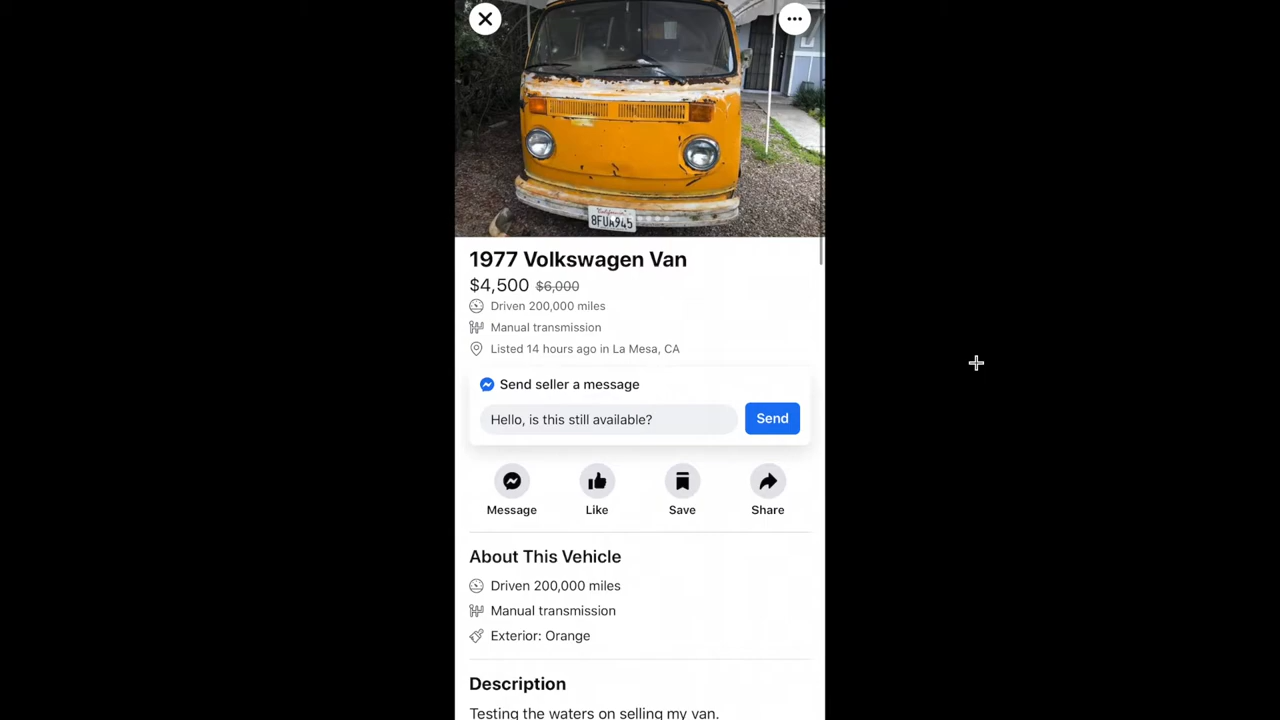 California
8FUA945
1977 Volkswagen Van
$4,500 $6,000
Driven 200,000 miles
Manual transmission
Listed 14 hours ago in La Mesa, CA
Send seller a message
Hello, is this still available?
Send
Message
Like
Save
Share
About This Vehicle
Driven 200,000 miles
Manual transmission
Exterior: Orange
Description
Testing the waters on selling my van.